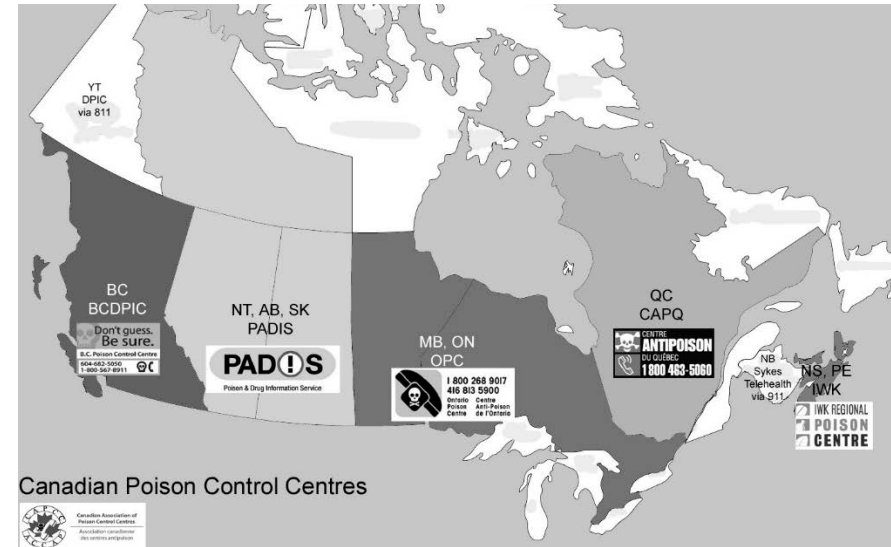 YT
DPIC
via 811
BC
BCDPIC
Don't guess.
Be sure.
B.C. Poison Control Centre
604-682-5050
1-800-567-8911
NT, AB, SK
PADIS
PADIS
Poison & Drug Information Service
MB, ON
OPC
1 800 268 9017
416 813 5900
Ontario Centre
Poison Anti-Poison
Centre de l'Ontario
QC
CAPQ
CENTRE
ANTIPOISON
DU QUÉBEC
1 800 463-5060
NB
Sykes
Telehealth
via 911
NS, PE
IWK
IWK REGIONAL
POISON
CENTRE
Canadian Poison Control Centres
CAPCC
ACCAP
Canadian Association of
Poison Control Centres
Association canadienne
des centres antipoison